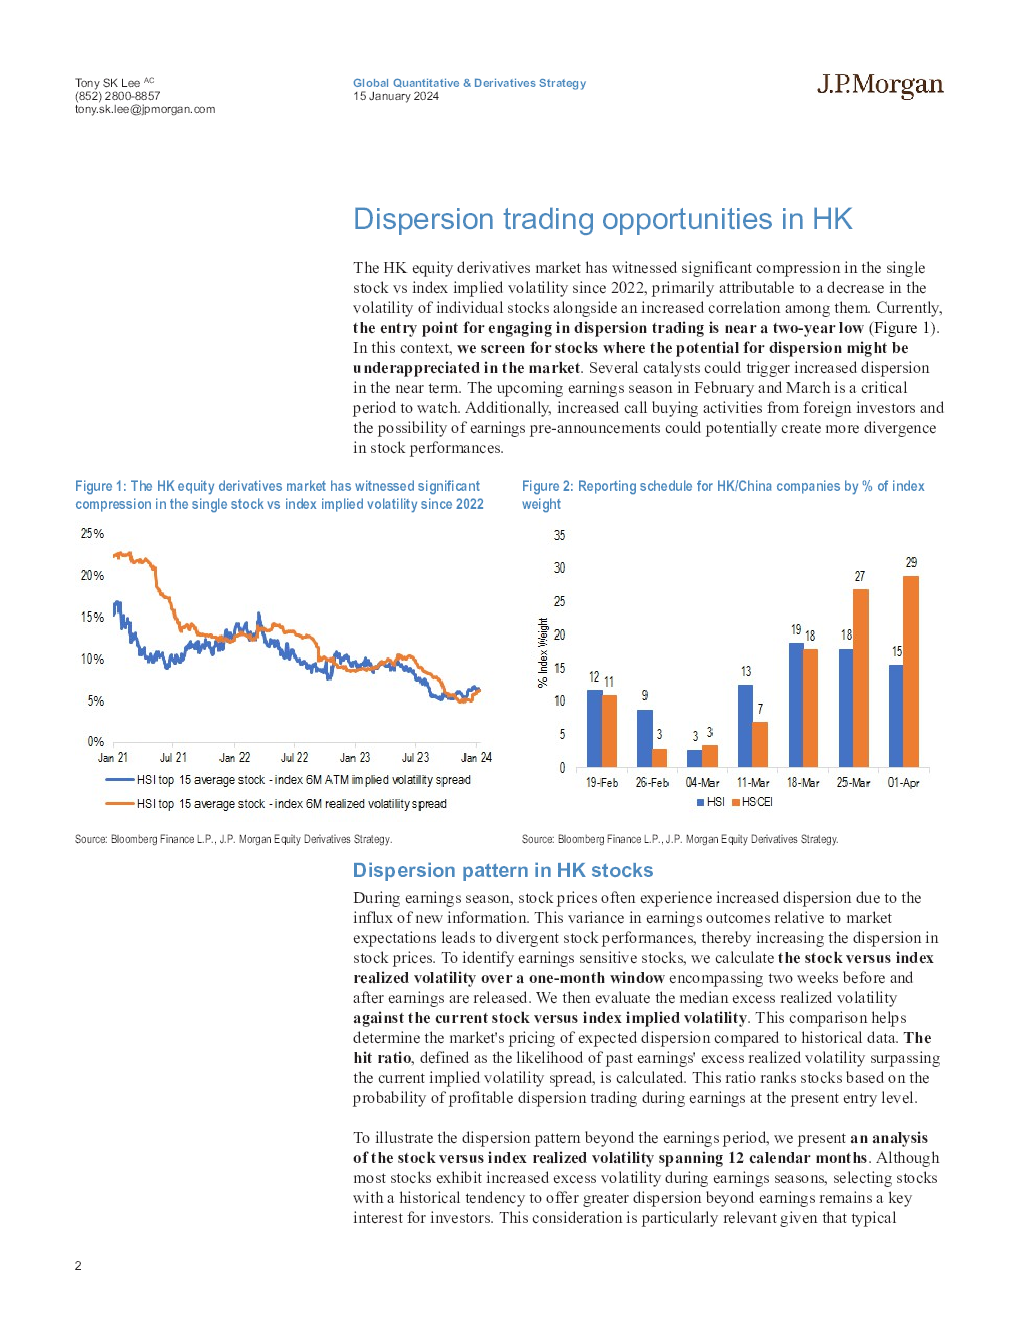 Tony SK Lee AC
(852) 2800-8857
tony.sk.lee@jpmorgan.com
Global Quantitative & Derivatives Strategy
15 January 2024
J.P.Morgan
Dispersion trading opportunities in HK
The HK equity derivatives market has witnessed significant compression in the single
stock vs index implied volatility since 2022, primarily attributable to a decrease in the
volatility of individual stocks alongside an increased correlation among them. Currently,
the entry point for engaging in dispersion trading is near a two-year low (Figure 1).
In this context, we screen for stocks where the potential for dispersion might be
underappreciated in the market. Several catalysts could trigger increased dispersion
in the near term. The upcoming earnings season in February and March is a critical
period to watch. Additionally, increased call buying activities from foreign investors and
the possibility of earnings pre-announcements could potentially create more divergence
in stock performances.
Figure 1: The HK equity derivatives market has witnessed significant
compression in the single stock vs index implied volatility since 2022
25%
20%
15%
10%
5%
0%
Jan 21 Jul 21 Jan 22 Jul 22 Jan 23 Jul 23 Jan 24
HSI top 15 average stock - index 6M ATM implied volatility spread
HSI top 15 average stock - index 6M realized volatility spread
Source: Bloomberg Finance L.P., J.P. Morgan Equity Derivatives Strategy.
Figure 2: Reporting schedule for HK/China companies by % of index
weight
% Index Weight
35
30
25
20
15
10
5
0
12 11
9 3
3 3
13 7
19 18
18 27
15 29
19-Feb 26-Feb 04-Mar 11-Mar 18-Mar 25-Mar 01-Apr
HSI HSCEI
Source: Bloomberg Finance L.P., J.P. Morgan Equity Derivatives Strategy.
Dispersion pattern in HK stocks
During earnings season, stock prices often experience increased dispersion due to the
influx of new information. This variance in earnings outcomes relative to market
expectations leads to divergent stock performances, thereby increasing the dispersion in
stock prices. To identify earnings sensitive stocks, we calculate the stock versus index
realized volatility over a one-month window encompassing two weeks before and
after earnings are released. We then evaluate the median excess realized volatility
against the current stock versus index implied volatility. This comparison helps
determine the market's pricing of expected dispersion compared to historical data. The
hit ratio, defined as the likelihood of past earnings' excess realized volatility surpassing
the current implied volatility spread, is calculated. This ratio ranks stocks based on the
probability of profitable dispersion trading during earnings at the present entry level.
To illustrate the dispersion pattern beyond the earnings period, we present an analysis
of the stock versus index realized volatility spanning 12 calendar months. Although
most stocks exhibit increased excess volatility during earnings seasons, selecting stocks
with a historical tendency to offer greater dispersion beyond earnings remains a key
interest for investors. This consideration is particularly relevant given that typical
2